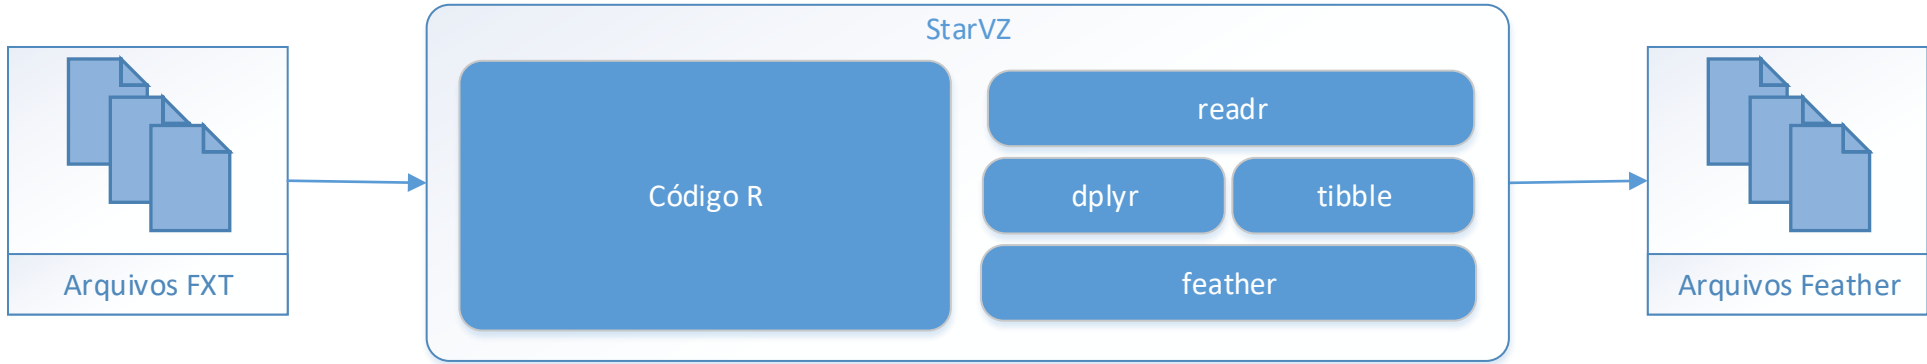 StarVZ
Arquivos FXT
Código R
readr
dplyr
tibble
feather
Arquivos Feather